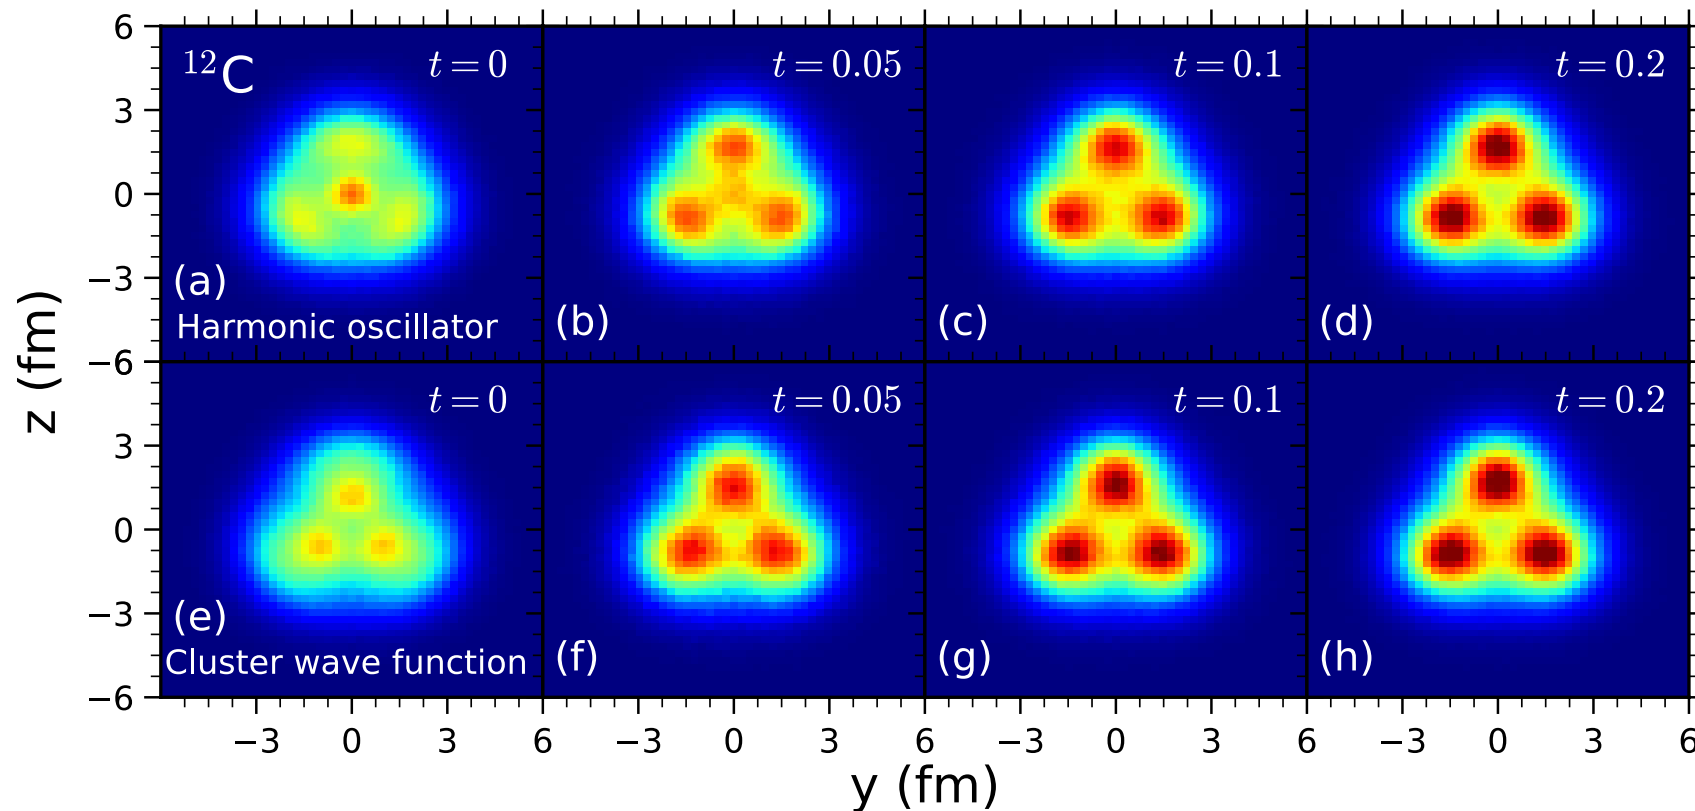 6
¹²C
t = 0
t = 0.05
t = 0.1
t = 0.2
3
0
−3
(a)
Harmonic oscillator
(b)
(c)
(d)
−6
t = 0
t = 0.05
t = 0.1
t = 0.2
3
0
−3
(e)
Cluster wave function
(f)
(g)
(h)
−6
−3 0 3 6 −3 0 3 6 −3 0 3 6 −3 0 3 6
y (fm)
z (fm)